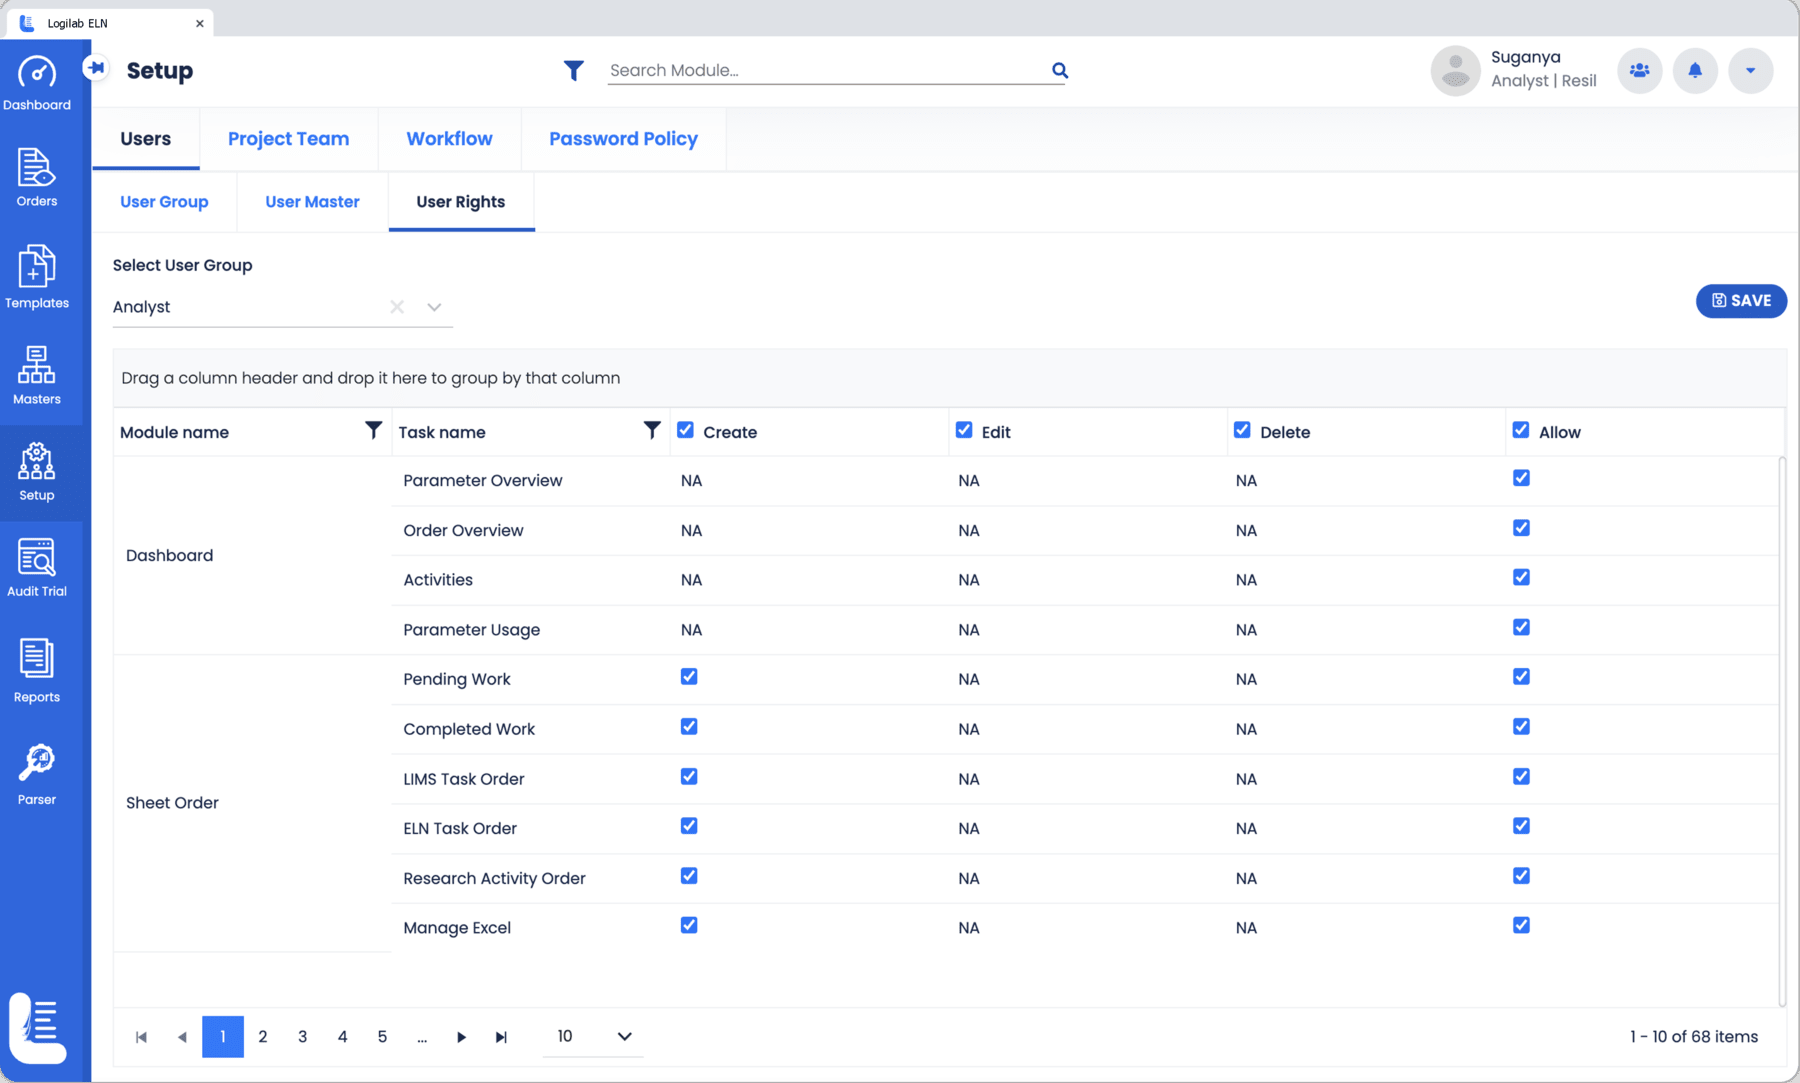 Logilab ELN
Setup
Search Module...
Suganya
Analyst | Resil
Dashboard
Orders
Templates
Masters
Setup
Audit Trial
Reports
Parser
Users
Project Team
Workflow
Password Policy
User Group
User Master
User Rights
Select User Group
Analyst
SAVE
Drag a column header and drop it here to group by that column
Module name Task name Create Edit Delete Allow
Dashboard
Parameter Overview NA NA NA
Order Overview NA NA NA
Activities NA NA NA
Parameter Usage NA NA NA
Sheet Order
Pending Work NA NA
Completed Work NA NA
LIMS Task Order NA NA
ELN Task Order NA NA
Research Activity Order NA NA
Manage Excel NA NA
1 2 3 4 5 ... 10 1 - 10 of 68 items